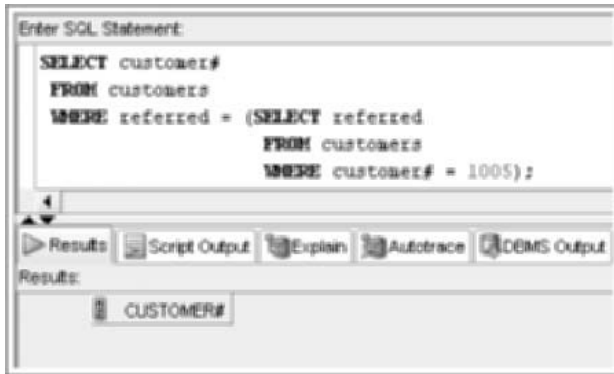 Enter SQL Statement:
SELECT customer#
FROM customers
WHERE referred = (SELECT referred
FROM customers
WHERE customer# = 1005);
Results Script Output Explain Autotrace DBMS Output
Results:
CUSTOMER#